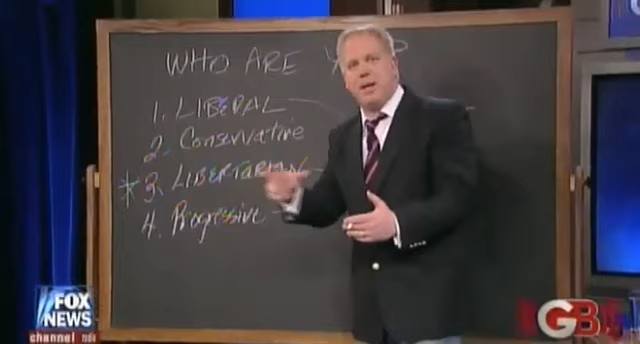 WHO ARE
1. LIBERAL
2. Conservative
* 3. LIBERTARIAN
4. Progressive
FOX
NEWS
channel
GB